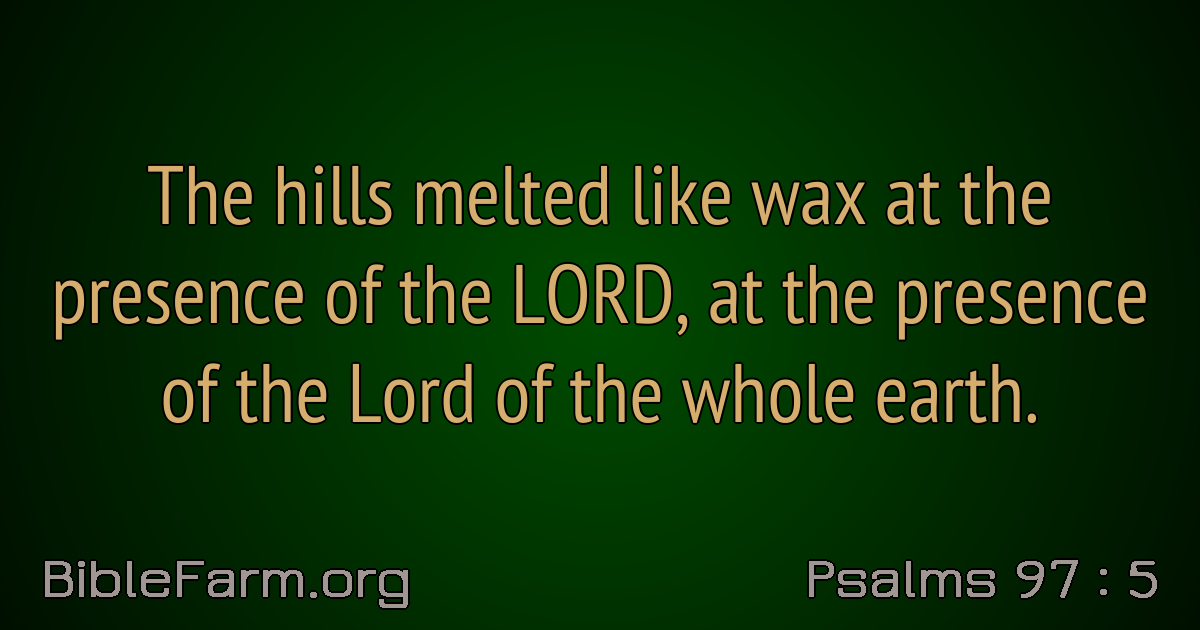 The hills melted like wax at the
presence of the LORD, at the presence
of the Lord of the whole earth.
BibleFarm.org
Psalms 97 : 5